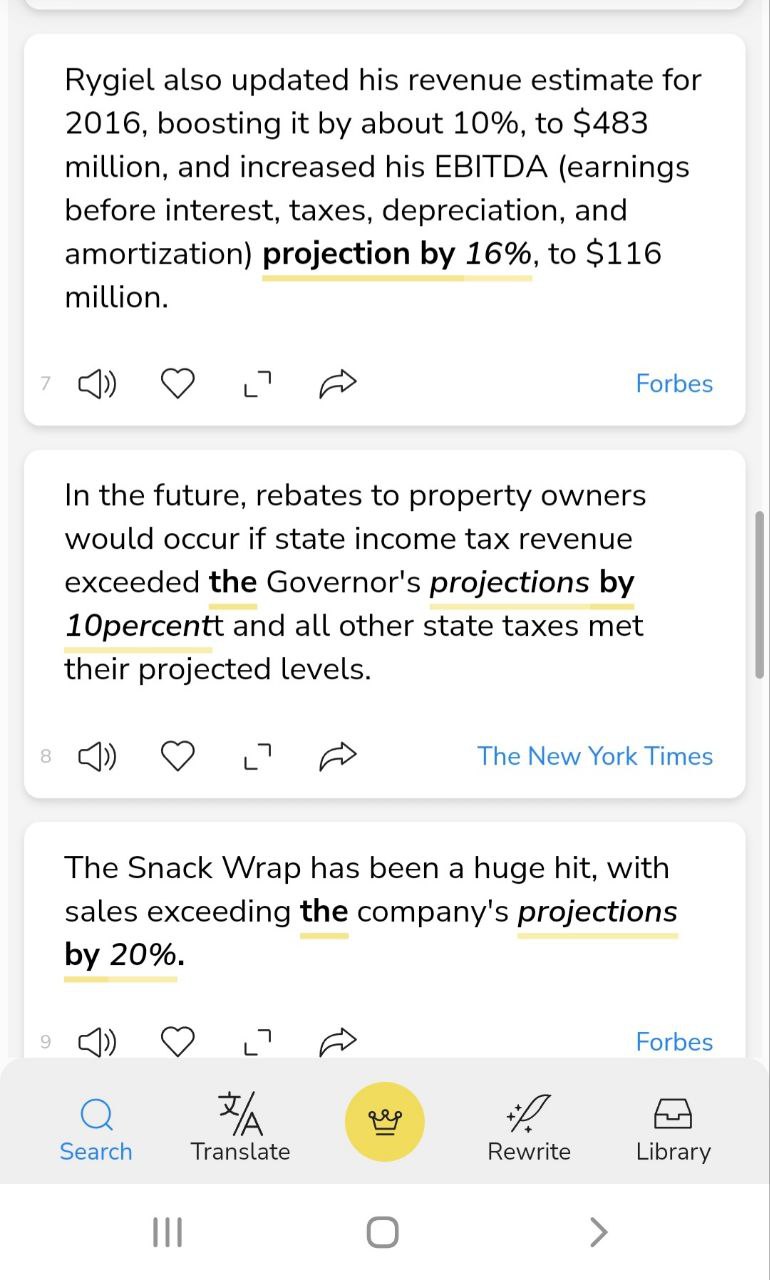 Rygiel also updated his revenue estimate for
2016, boosting it by about 10%, to $483
million, and increased his EBITDA (earnings
before interest, taxes, depreciation, and
amortization) projection by 16%, to $116
million.
7 Forbes
In the future, rebates to property owners
would occur if state income tax revenue
exceeded the Governor's projections by
10percentt and all other state taxes met
their projected levels.
8 The New York Times
The Snack Wrap has been a huge hit, with
sales exceeding the company's projections
by 20%.
9 Forbes
Search 文/A Translate Rewrite Library